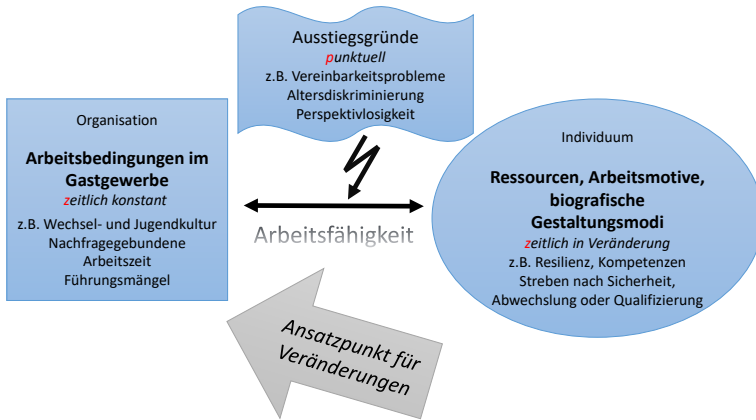 Ausstiegsgründe
punktuell
z.B. Vereinbarkeitsprobleme
Altersdiskriminierung
Perspektivlosigkeit
Organisation
Arbeitsbedingungen im
Gastgewerbe
zeitlich konstant
z.B. Wechsel- und Jugendkultur
Nachfragegebundene
Arbeitszeit
Führungsmängel
Arbeitsfähigkeit
Individuum
Ressourcen, Arbeitsmotive,
biografische
Gestaltungsmodi
zeitlich in Veränderung
z.B. Resilienz, Kompetenzen
Streben nach Sicherheit,
Abwechslung oder Qualifizierung
Ansatzpunkt für
Veränderungen